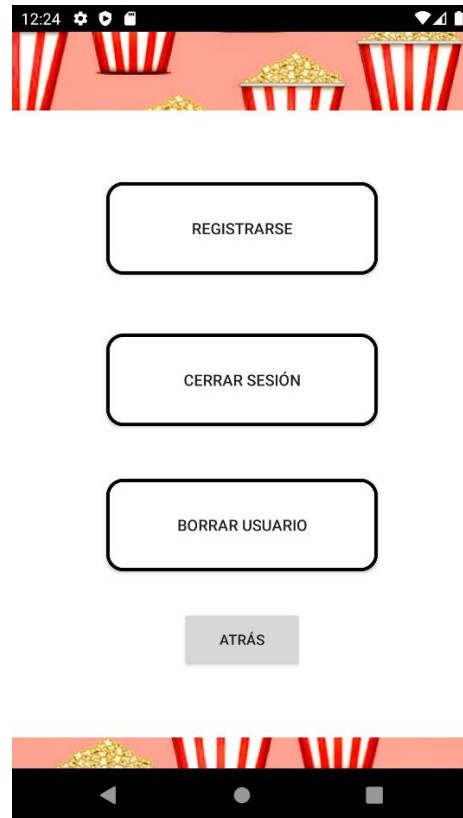 12:24
REGISTRARSE
CERRAR SESIÓN
BORRAR USUARIO
ATRÁS